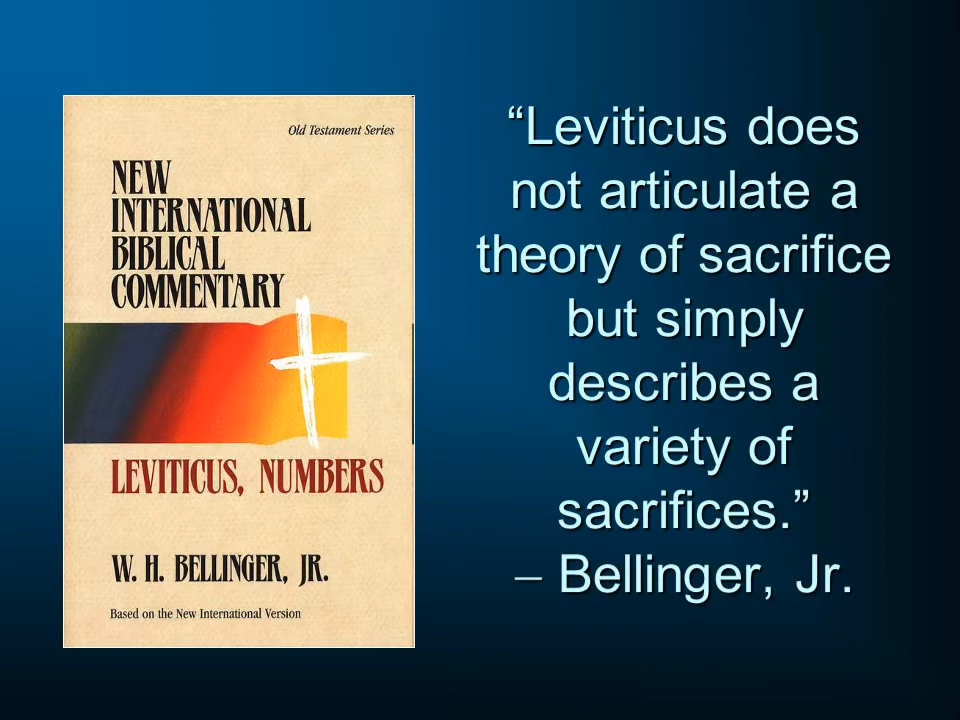 Old Testament Series
NEW
INTERNATIONAL
BIBLICAL
COMMENTARY
LEVITICUS, NUMBERS
W. H. BELLINGER, JR.
Based on the New International Version
“Leviticus does
not articulate a
theory of sacrifice
but simply
describes a
variety of
sacrifices.”
– Bellinger, Jr.